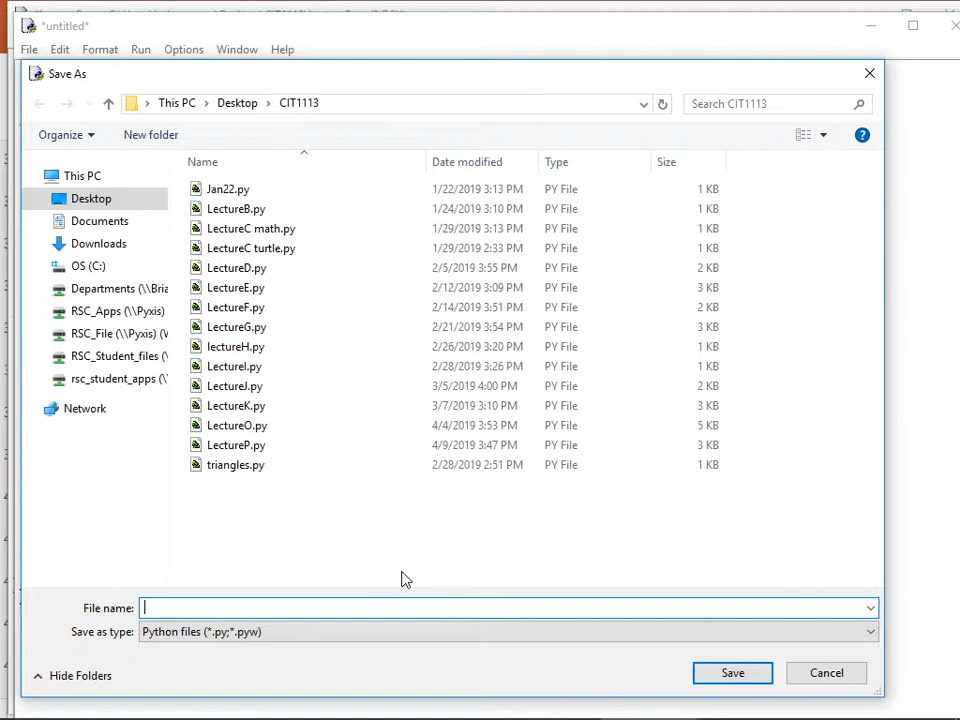 *untitled*
File Edit Format Run Options Window Help
Save As
This PC Desktop CIT1113 Search CIT1113
Organize New folder
Name Date modified Type Size
This PC
Desktop
Documents
Downloads
OS (C:)
Departments (\\Bria
RSC_Apps (\\Pyxis)
RSC_File (\\Pyxis) (
RSC_Student_files (\
rsc_student_apps (\
Network
Jan22.py 1/22/2019 3:13 PM PY File 1 KB
LectureB.py 1/24/2019 3:10 PM PY File 1 KB
LectureC math.py 1/29/2019 3:13 PM PY File 1 KB
LectureC turtle.py 1/29/2019 2:33 PM PY File 1 KB
LectureD.py 2/5/2019 3:55 PM PY File 2 KB
LectureE.py 2/12/2019 3:09 PM PY File 3 KB
LectureF.py 2/14/2019 3:51 PM PY File 2 KB
LectureG.py 2/21/2019 3:54 PM PY File 3 KB
lectureH.py 2/26/2019 3:20 PM PY File 1 KB
LectureI.py 2/28/2019 3:26 PM PY File 1 KB
LectureJ.py 3/5/2019 4:00 PM PY File 2 KB
LectureK.py 3/7/2019 3:10 PM PY File 3 KB
LectureO.py 4/4/2019 3:53 PM PY File 5 KB
LectureP.py 4/9/2019 3:47 PM PY File 3 KB
triangles.py 2/28/2019 2:51 PM PY File 1 KB
File name:
Save as type: Python files (*.py;*.pyw)
Hide Folders Save Cancel